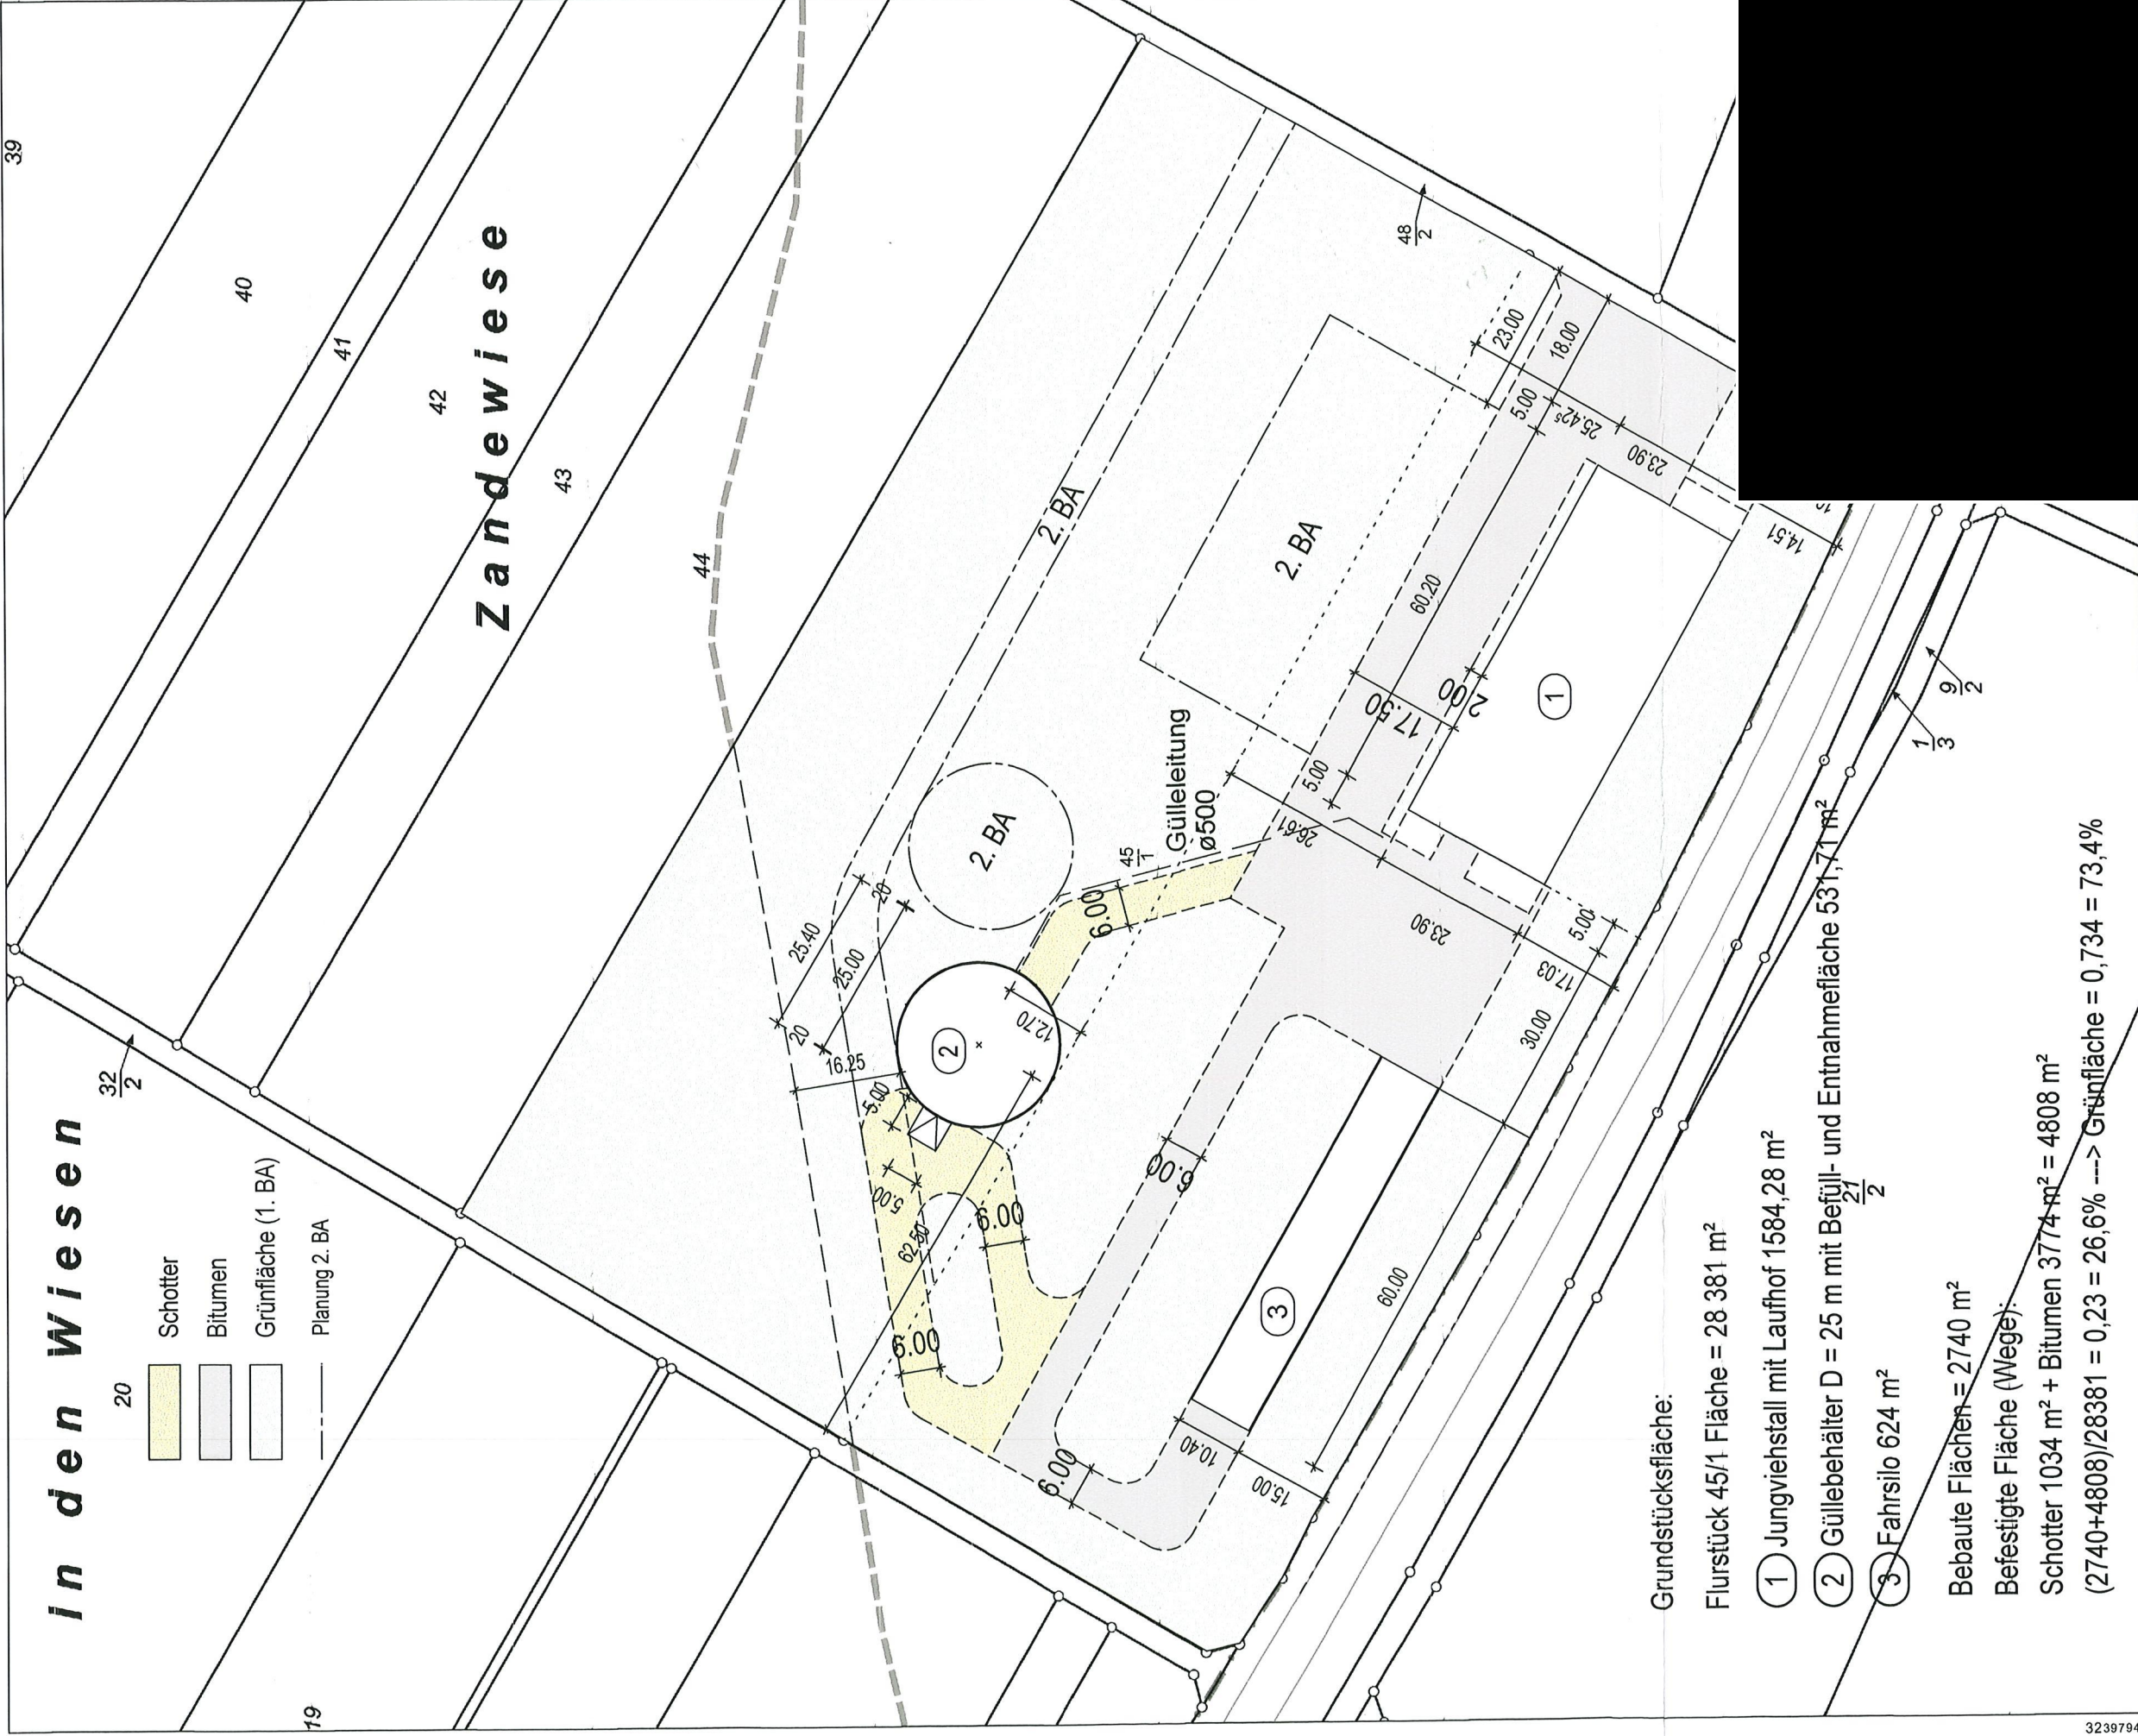 in den Wiesen
Zandewiese
39
40
41
42
43
44
20
19
32
2
48
2
45
1
9
2
1
3
21
2
Schotter
Bitumen
Grünfläche (1. BA)
Planung 2. BA
2. BA
2. BA
2. BA
Gülleleitung
ø500
25.40
25.00
20
20
16.25
5.00
5.00
62.50
6.00
6.00
6.00
6.00
6.00
12.70
23.00
18.00
5.00
25.42⁵
23.90
60.20
17.50
2.00
5.00
26.61
23.90
17.03
5.00
30.00
60.00
10.40
15.00
14.51
1
2
3
Grundstücksfläche:
Flurstück 45/1 Fläche = 28 381 m²
1 Jungviehstall mit Laufhof 1584,28 m²
2 Güllebehälter D = 25 m mit Befüll- und Entnahmefläche 531,71 m²
3 Fahrsilo 624 m²
Bebaute Flächen = 2740 m²
Befestigte Fläche (Wege):
Schotter 1034 m² + Bitumen 3774 m² = 4808 m²
(2740+4808)/28381 = 0,23 = 26,6% ---> Grünfläche = 0,734 = 73,4%
3239794